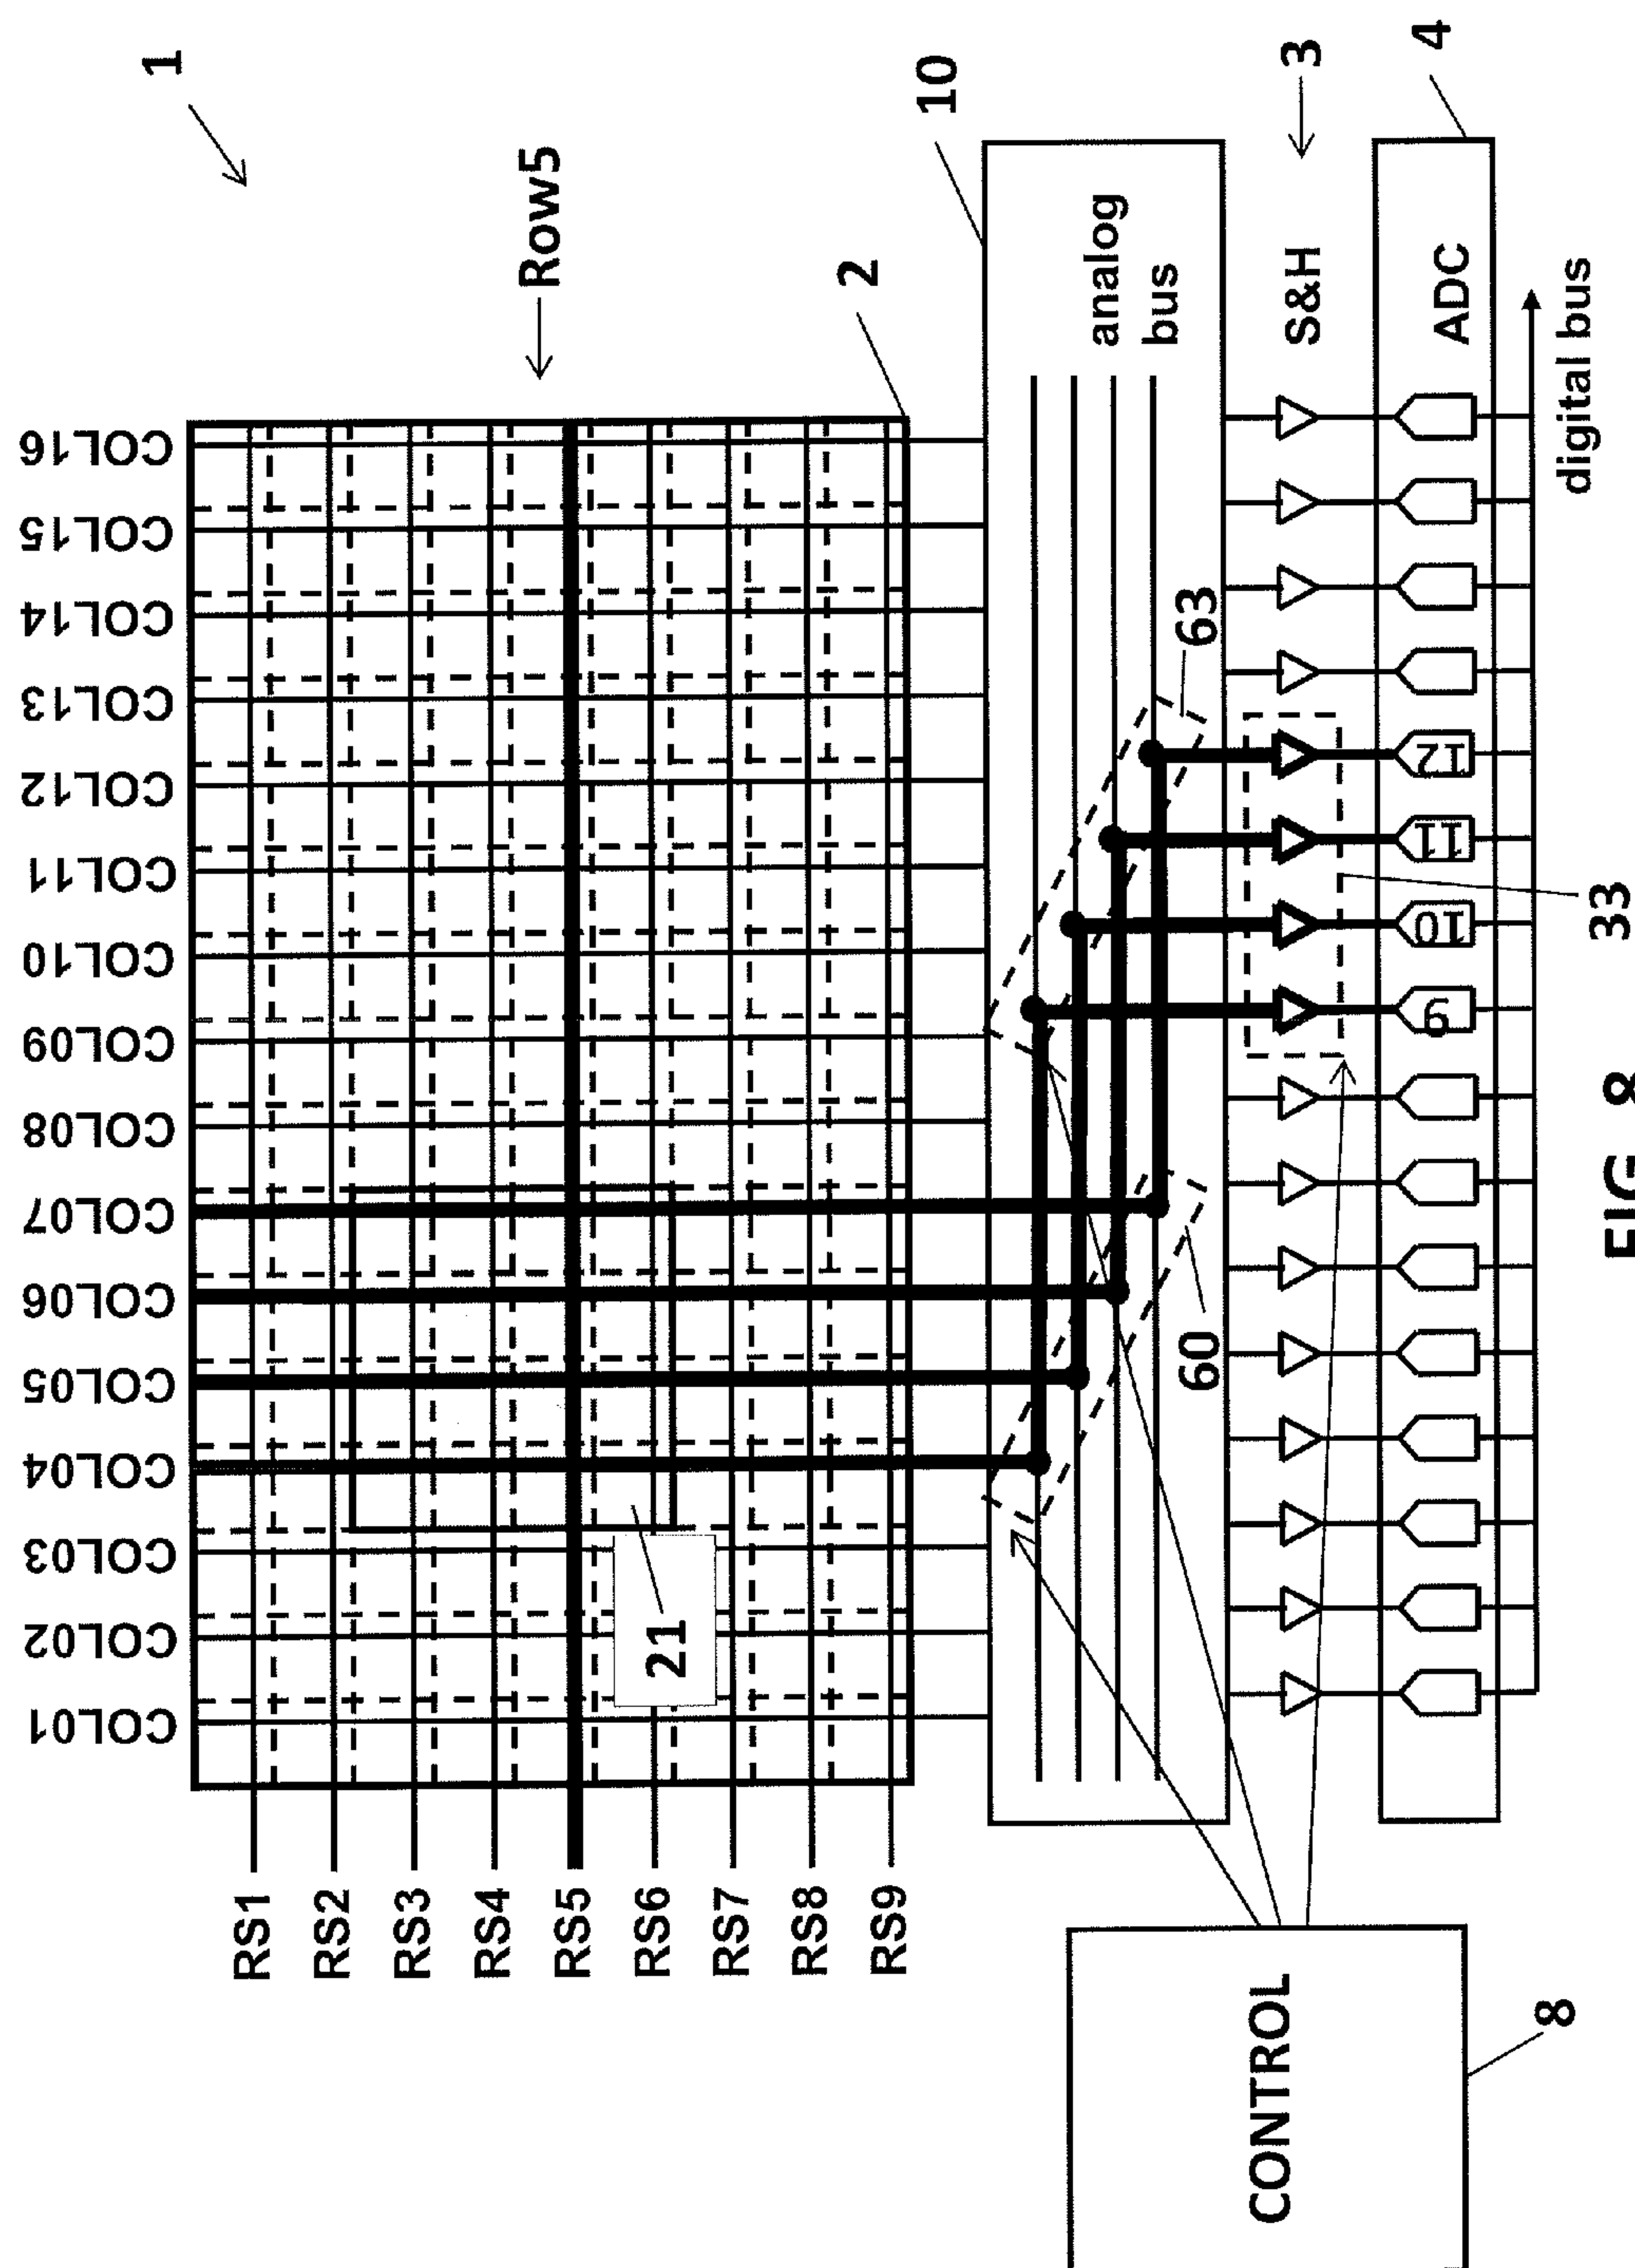 1
COL01
COL02
COL03
COL04
COL05
COL06
COL07
COL08
COL09
COL10
COL11
COL12
COL13
COL14
COL15
COL16
RS1
RS2
RS3
RS4
RS5
RS6
RS7
RS8
RS9
Row5
21
2
10
analog
bus
60
63
S&H
3
9
10
11
12
ADC
4
33
digital bus
CONTROL
8
FIG 8